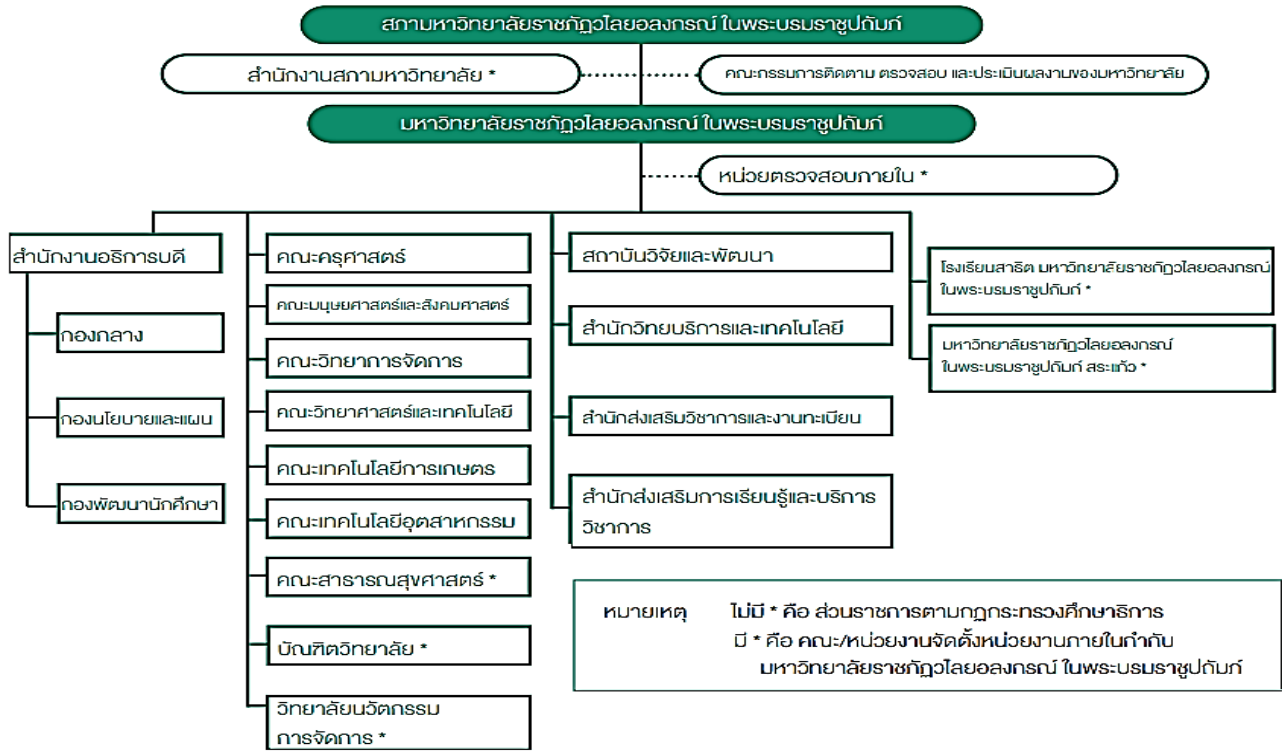 สภามหาวิทยาลัยราชภัฏวไลยอลงกรณ์ ในพระบรมราชูปถัมภ์
สำนักงานสภามหาวิทยาลัย *
คณะกรรมการติดตาม ตรวจสอบ และประเมินผลงานของมหาวิทยาลัย
มหาวิทยาลัยราชภัฏวไลยอลงกรณ์ ในพระบรมราชูปถัมภ์
หน่วยตรวจสอบภายใน *
สำนักงานอธิการบดี
กองกลาง
กองนโยบายและแผน
กองพัฒนานักศึกษา
คณะครุศาสตร์
คณะมนุษยศาสตร์และสังคมศาสตร์
คณะวิทยาการจัดการ
คณะวิทยาศาสตร์และเทคโนโลยี
คณะเทคโนโลยีการเกษตร
คณะเทคโนโลยีอุตสาหกรรม
คณะสาธารณสุขศาสตร์ *
บัณฑิตวิทยาลัย *
วิทยาลัยนวัตกรรม
การจัดการ *
สถาบันวิจัยและพัฒนา
สำนักวิทยบริการและเทคโนโลยี
สำนักส่งเสริมวิชาการและงานทะเบียน
สำนักส่งเสริมการเรียนรู้และบริการ
วิชาการ
โรงเรียนสาธิต มหาวิทยาลัยราชภัฏวไลยอลงกรณ์
ในพระบรมราชูปถัมภ์ *
มหาวิทยาลัยราชภัฏวไลยอลงกรณ์
ในพระบรมราชูปถัมภ์ สระแก้ว *
หมายเหตุ ไม่มี * คือ ส่วนราชการตามกฎกระทรวงศึกษาธิการ
มี * คือ คณะ/หน่วยงานจัดตั้งหน่วยงานภายในกำกับ
มหาวิทยาลัยราชภัฏวไลยอลงกรณ์ ในพระบรมราชูปถัมภ์